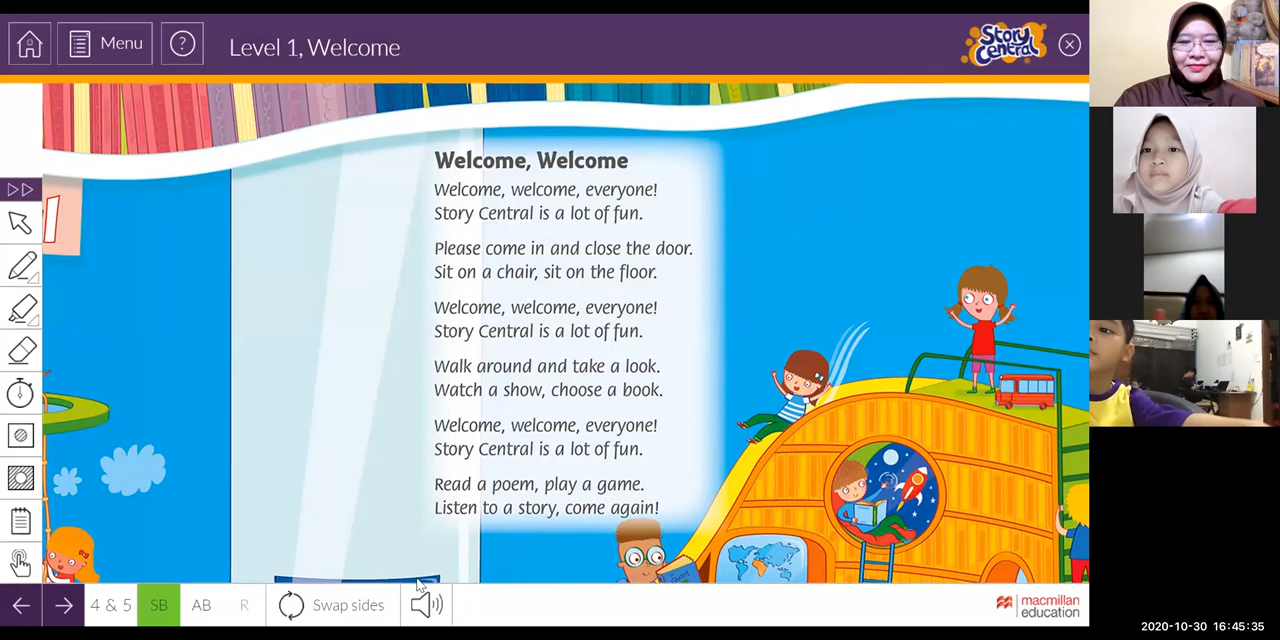 Menu
?
Level 1, Welcome
Story Central
Welcome, Welcome
Welcome, welcome, everyone!
Story Central is a lot of fun.
Please come in and close the door.
Sit on a chair, sit on the floor.
Welcome, welcome, everyone!
Story Central is a lot of fun.
Walk around and take a look.
Watch a show, choose a book.
Welcome, welcome, everyone!
Story Central is a lot of fun.
Read a poem, play a game.
Listen to a story, come again!
4 & 5
SB
AB
R
Swap sides
macmillan
education
2020-10-30 16:45:35